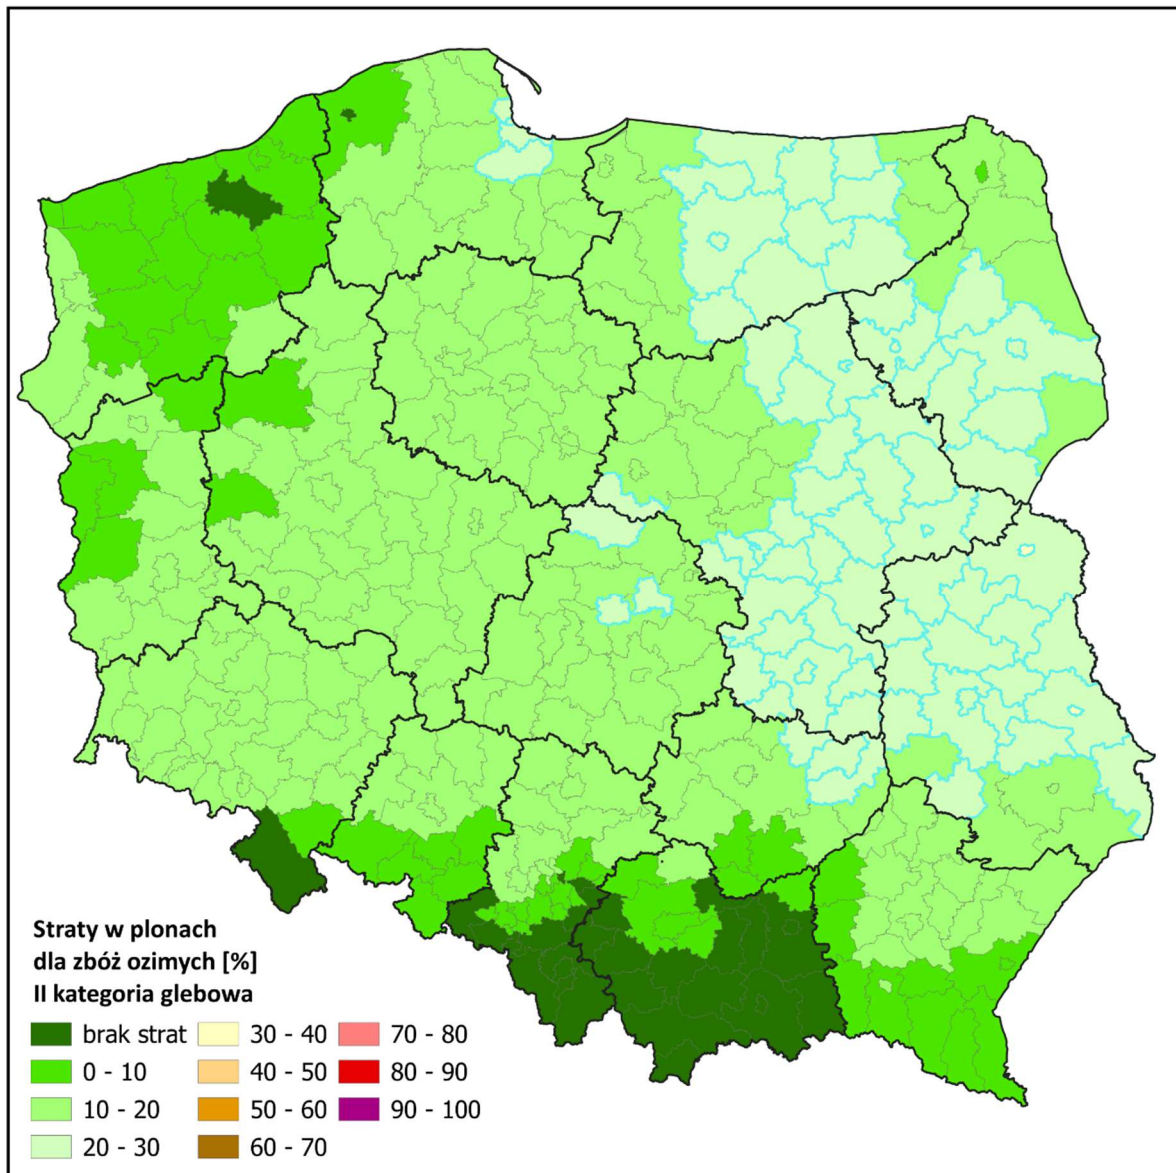 Straty w plonach
dla zbóż ozimych [%]
II kategoria glebowa
brak strat
0 - 10
10 - 20
20 - 30
30 - 40
40 - 50
50 - 60
60 - 70
70 - 80
80 - 90
90 - 100